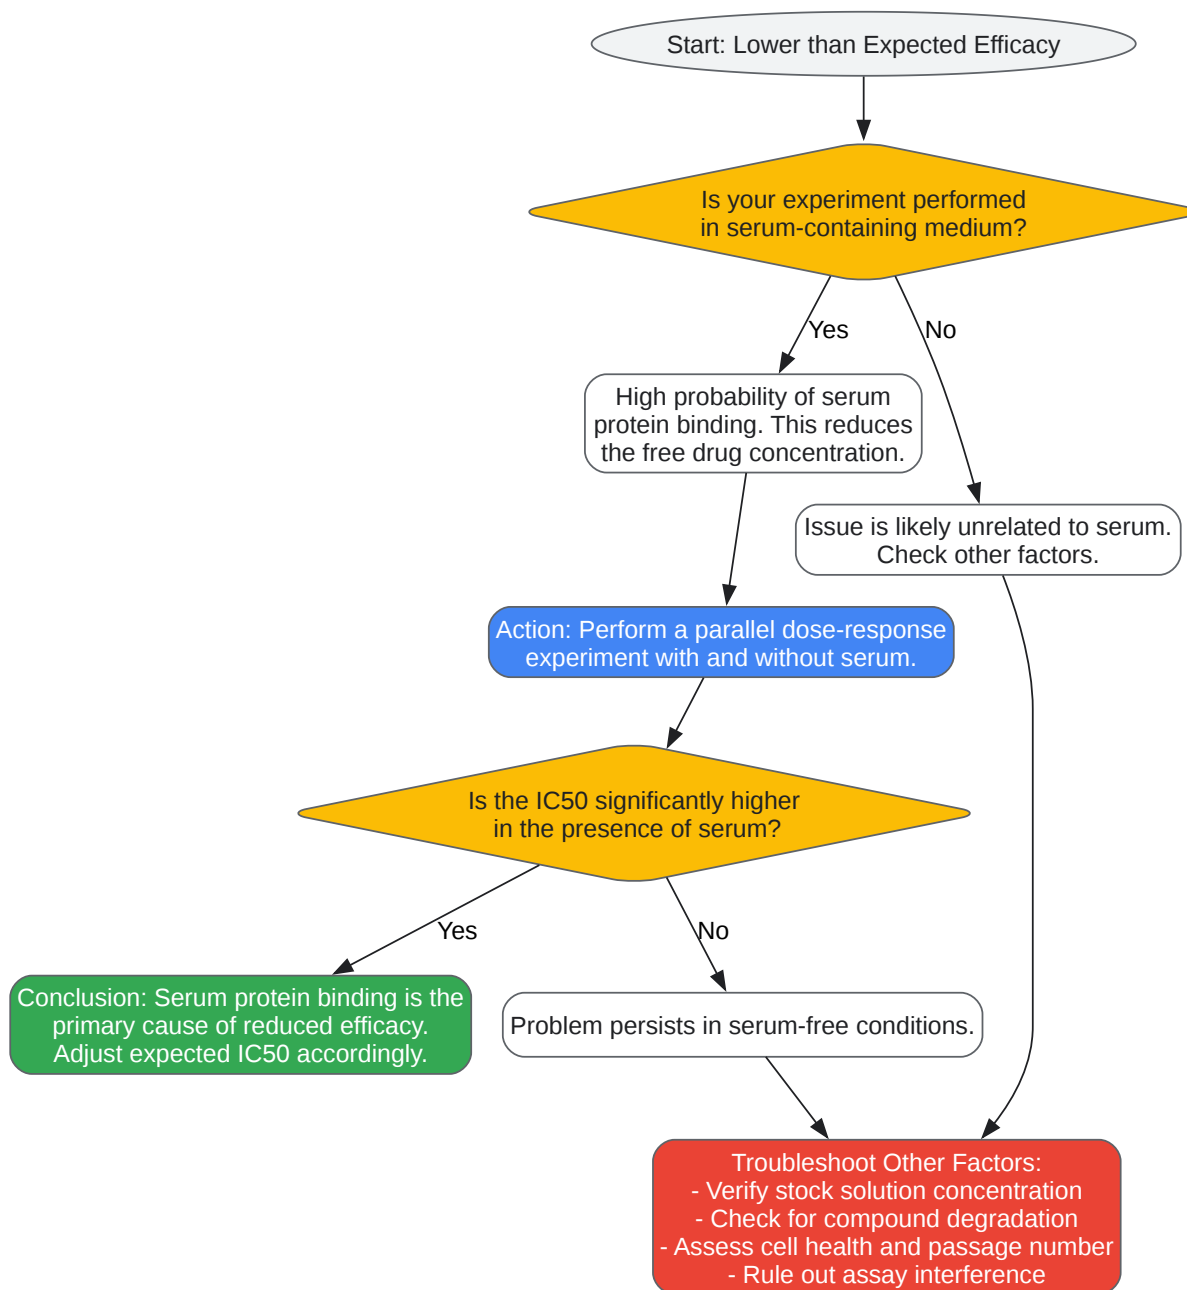 Start: Lower than Expected Efficacy
Is your experiment performed
in serum-containing medium?
Yes
No
High probability of serum
protein binding. This reduces
the free drug concentration.
Issue is likely unrelated to serum.
Check other factors.
Action: Perform a parallel dose-response
experiment with and without serum.
Is the IC50 significantly higher
in the presence of serum?
Yes
No
Conclusion: Serum protein binding is the
primary cause of reduced efficacy.
Adjust expected IC50 accordingly.
Problem persists in serum-free conditions.
Troubleshoot Other Factors:
- Verify stock solution concentration
- Check for compound degradation
- Assess cell health and passage number
- Rule out assay interference